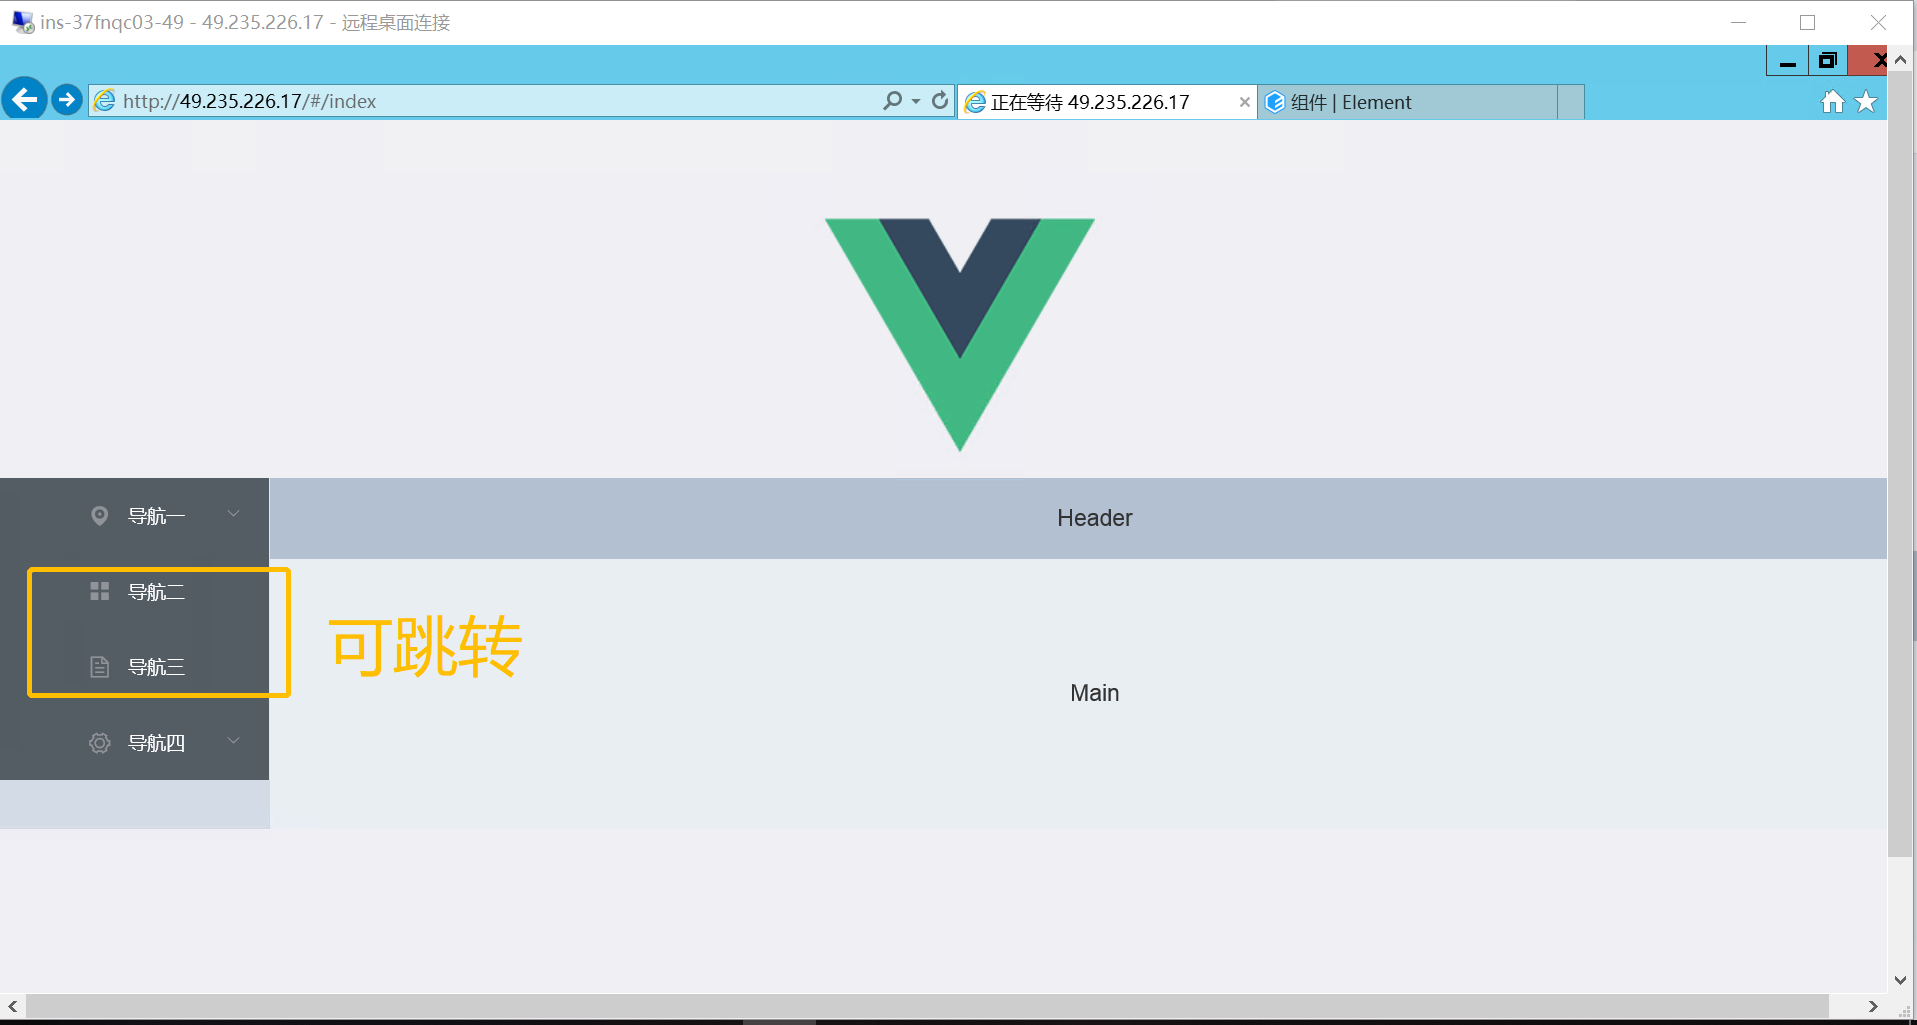 ins-37fnqc03-49 - 49.235.226.17 - 远程桌面连接
http://49.235.226.17/#/index
正在等待 49.235.226.17
组件 | Element
导航一
Header
导航二
可跳转
导航三
Main
导航四